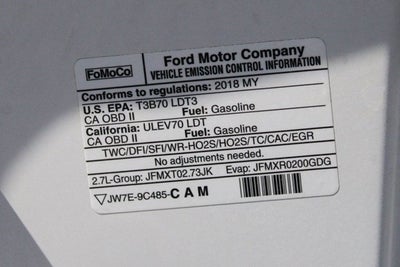 FoMoCo
Ford Motor Company
VEHICLE EMISSION CONTROL INFORMATION
Conforms to regulations: 2018 MY
U.S. EPA: T3B70 LDT3
CA OBD II Fuel: Gasoline
California: ULEV70 LDT
CA OBD II Fuel: Gasoline
TWC/DFI/SFI/WR-HO2S/HO2S/TC/CAC/EGR
No adjustments needed.
2.7L-Group: JFMXT02.73JK Evap: JFMXR0200GDG
JW7E-9C485-CAM